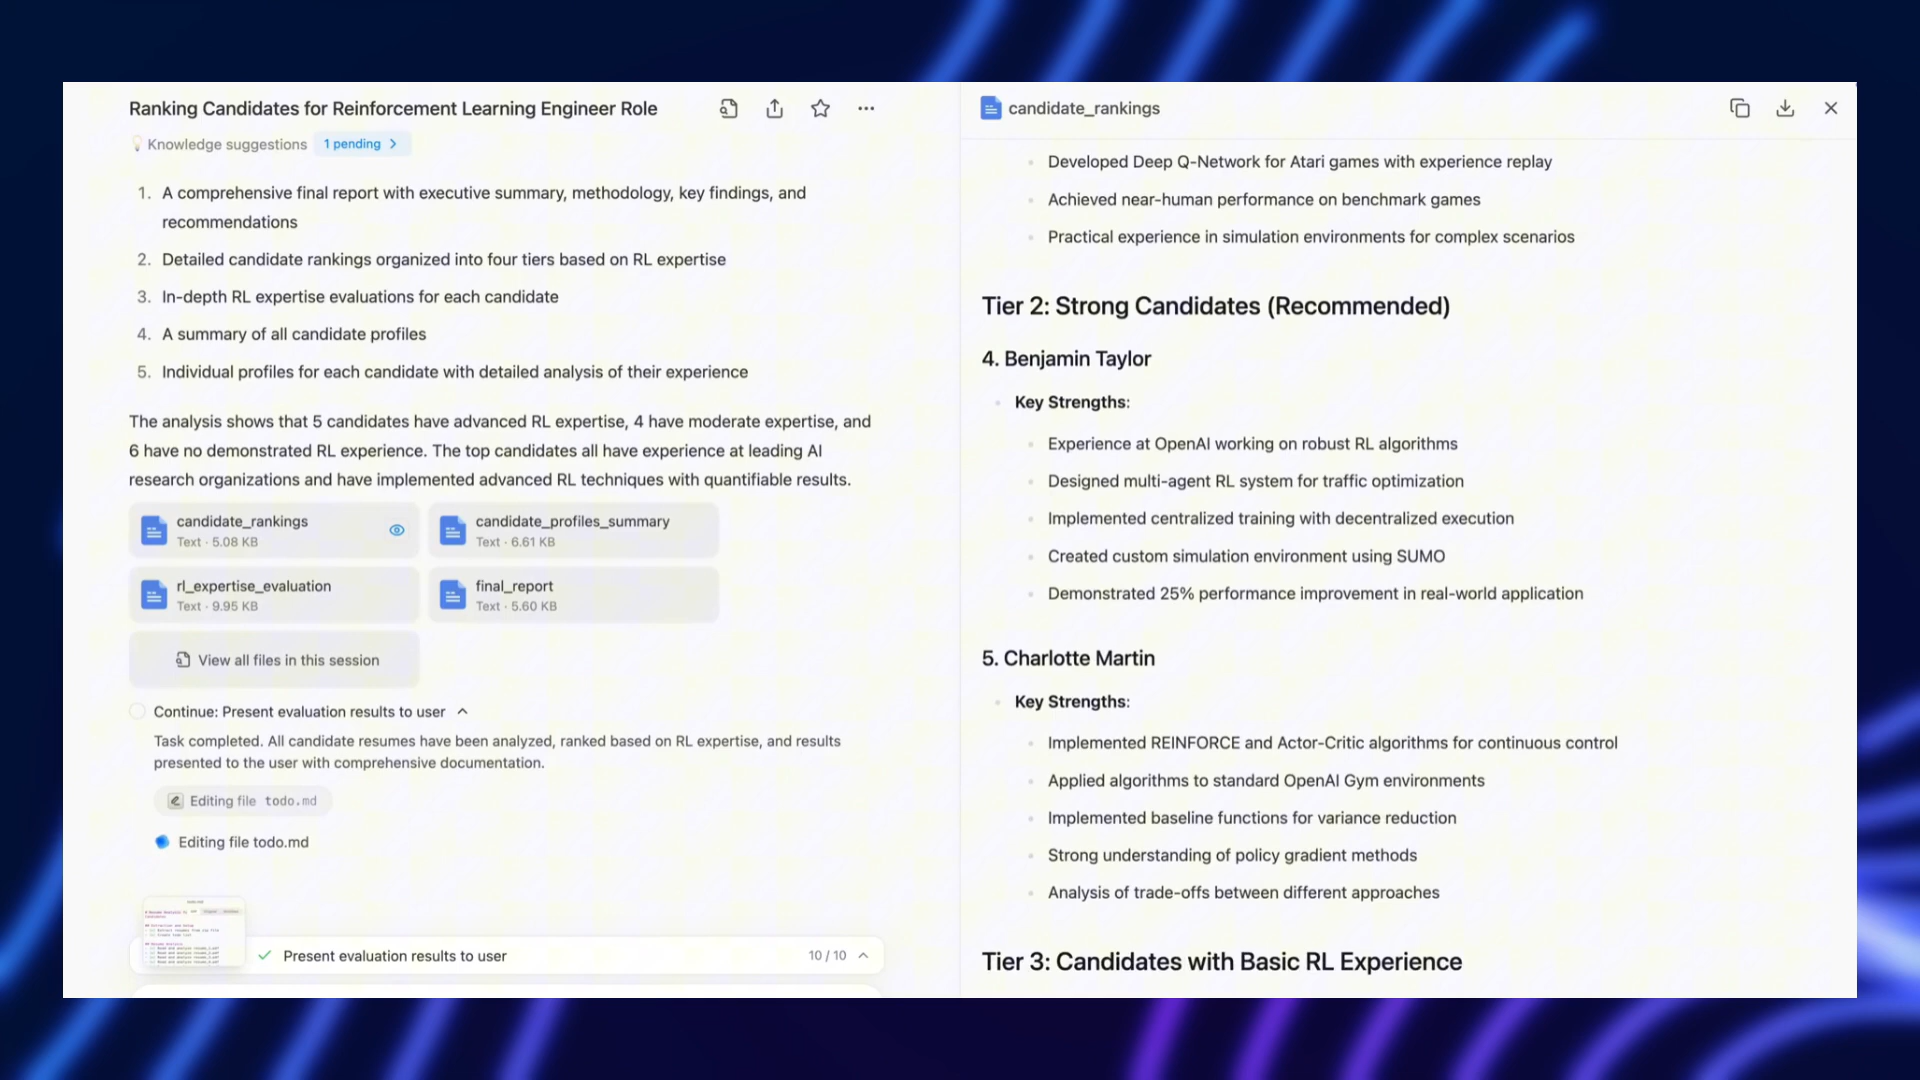 Ranking Candidates for Reinforcement Learning Engineer Role
Knowledge suggestions
1 pending
1. A comprehensive final report with executive summary, methodology, key findings, and
recommendations
2. Detailed candidate rankings organized into four tiers based on RL expertise
3. In-depth RL expertise evaluations for each candidate
4. A summary of all candidate profiles
5. Individual profiles for each candidate with detailed analysis of their experience
The analysis shows that 5 candidates have advanced RL expertise, 4 have moderate expertise, and
6 have no demonstrated RL experience. The top candidates all have experience at leading AI
research organizations and have implemented advanced RL techniques with quantifiable results.
candidate_rankings
Text · 5.08 KB
candidate_profiles_summary
Text · 6.61 KB
rl_expertise_evaluation
Text · 9.95 KB
final_report
Text · 5.60 KB
View all files in this session
Continue: Present evaluation results to user
Task completed. All candidate resumes have been analyzed, ranked based on RL expertise, and results
presented to the user with comprehensive documentation.
Editing file todo.md
Editing file todo.md
Present evaluation results to user
10 / 10
candidate_rankings
Developed Deep Q-Network for Atari games with experience replay
Achieved near-human performance on benchmark games
Practical experience in simulation environments for complex scenarios
Tier 2: Strong Candidates (Recommended)
4. Benjamin Taylor
Key Strengths:
Experience at OpenAI working on robust RL algorithms
Designed multi-agent RL system for traffic optimization
Implemented centralized training with decentralized execution
Created custom simulation environment using SUMO
Demonstrated 25% performance improvement in real-world application
5. Charlotte Martin
Key Strengths:
Implemented REINFORCE and Actor-Critic algorithms for continuous control
Applied algorithms to standard OpenAI Gym environments
Implemented baseline functions for variance reduction
Strong understanding of policy gradient methods
Analysis of trade-offs between different approaches
Tier 3: Candidates with Basic RL Experience